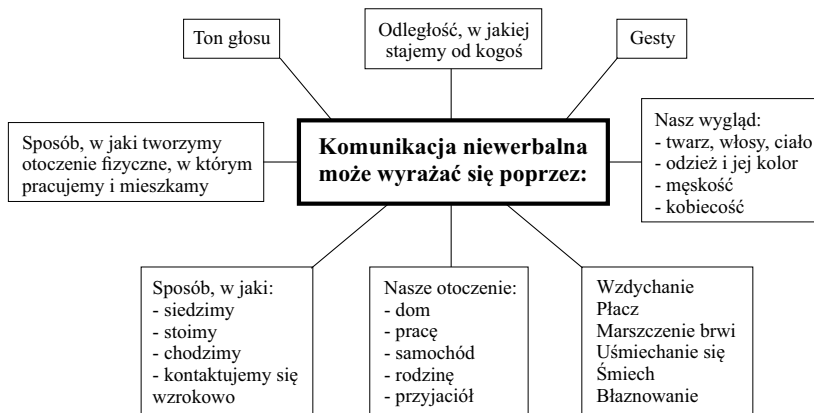 Ton głosu
Odległość, w jakiej
stajemy od kogoś
Gesty
Sposób, w jaki tworzymy
otoczenie fizyczne, w którym
pracujemy i mieszkamy
Komunikacja niewerbalna
może wyrażać się poprzez:
Nasz wygląd:
- twarz, włosy, ciało
- odzież i jej kolor
- męskość
- kobiecość
Sposób, w jaki:
- siedzimy
- stoimy
- chodzimy
- kontaktujemy się
wzrokowo
Nasze otoczenie:
- dom
- pracę
- samochód
- rodzinę
- przyjaciół
Wzdychanie
Płacz
Marszczenie brwi
Uśmiechanie się
Śmiech
Błaznowanie